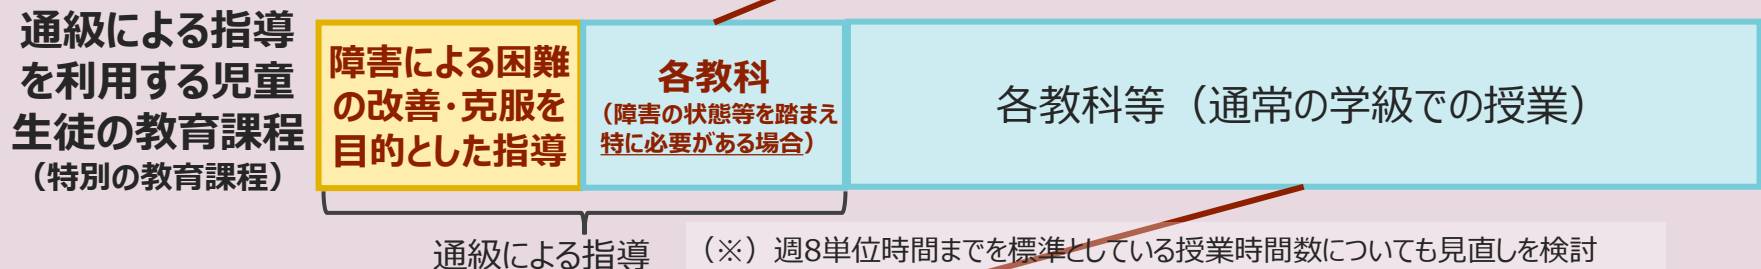 通級による指導
を利用する児童
生徒の教育課程
（特別の教育課程）
障害による困難
の改善・克服を
目的とした指導
各教科
（障害の状態等を踏まえ
特に必要がある場合）
各教科等（通常の学級での授業）
通級による指導
（※）週8単位時間までを標準としている授業時間数についても見直しを検討